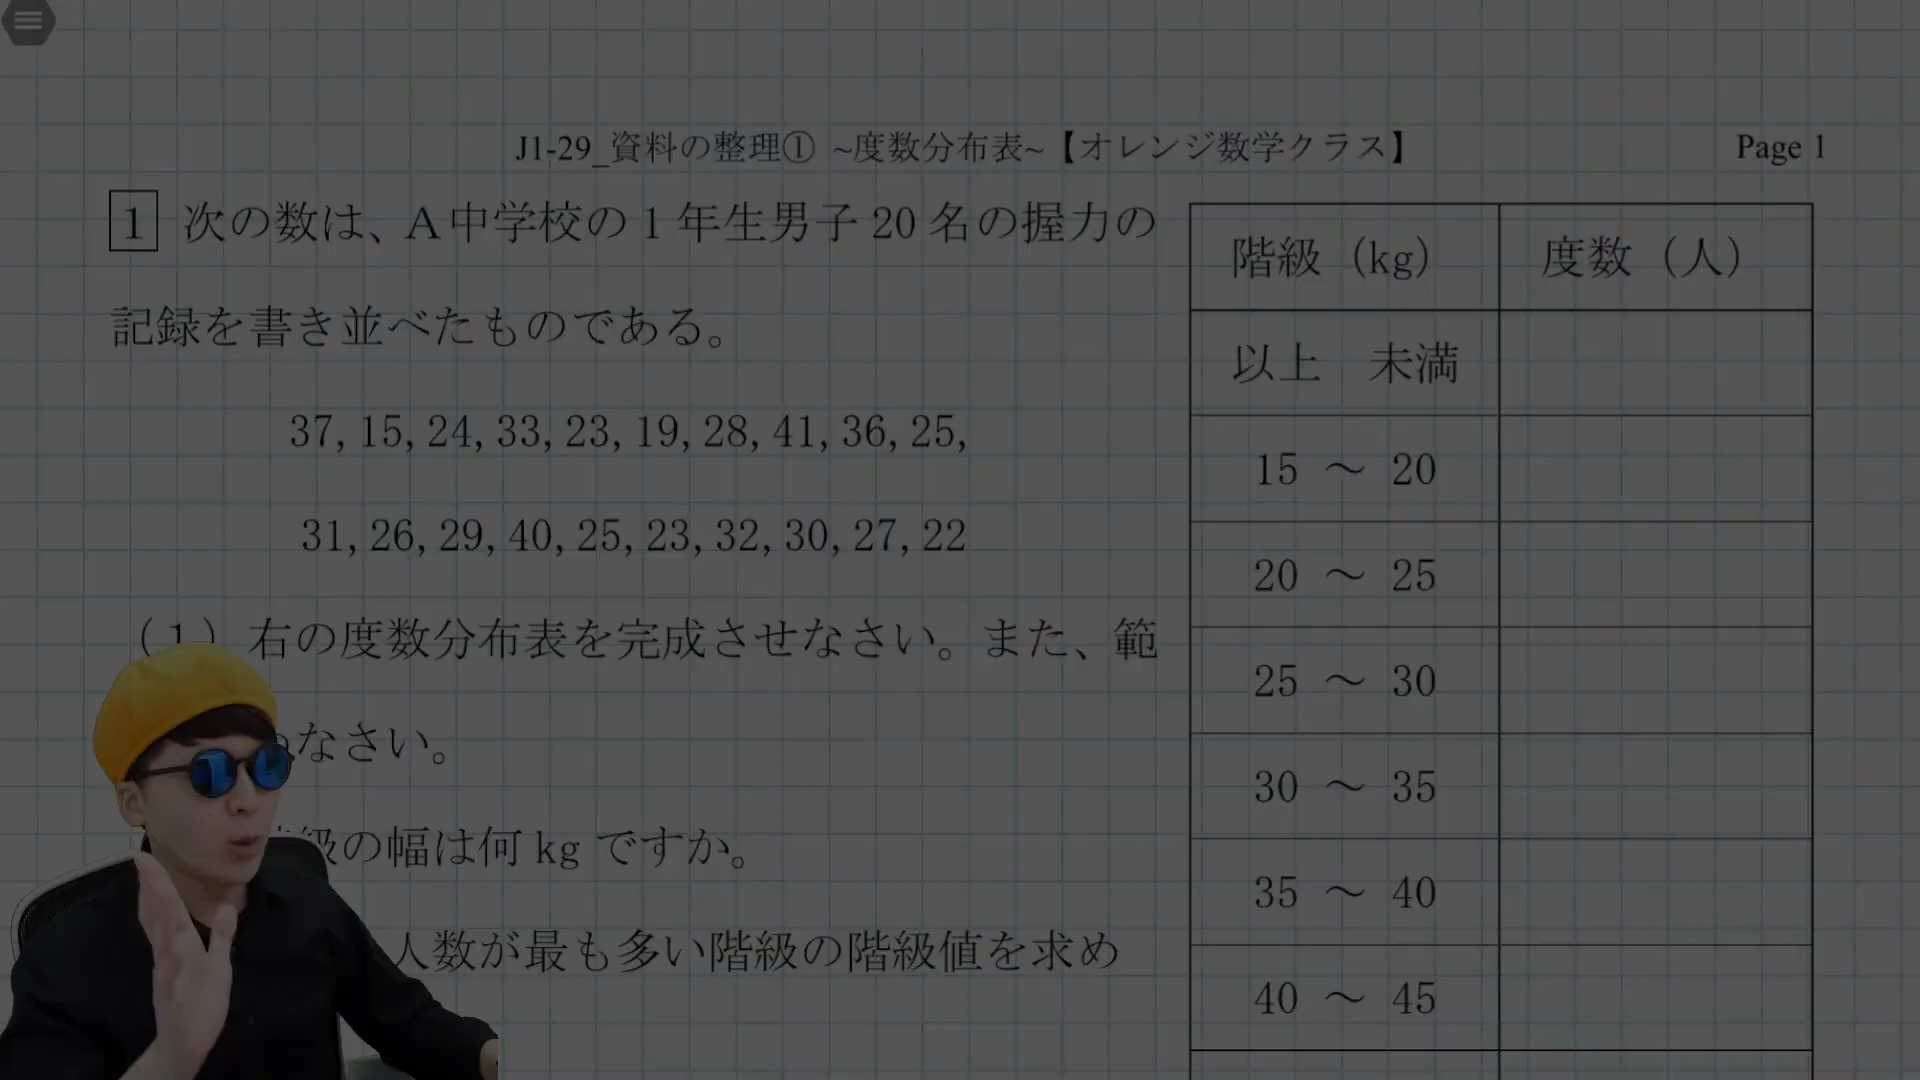 J1-29_資料の整理① ~度数分布表~【オレンジ数学クラス】
Page 1
1 次の数は、A中学校の1年生男子20名の握力の
記録を書き並べたものである。
37, 15, 24, 33, 23, 19, 28, 41, 36, 25,
31, 26, 29, 40, 25, 23, 32, 30, 27, 22
(1) 右の度数分布表を完成させなさい。また、範
なさい。
級の幅は何kgですか。
人数が最も多い階級の階級値を求め
階級（kg） 度数（人）
以上 未満
15 ～ 20
20 ～ 25
25 ～ 30
30 ～ 35
35 ～ 40
40 ～ 45